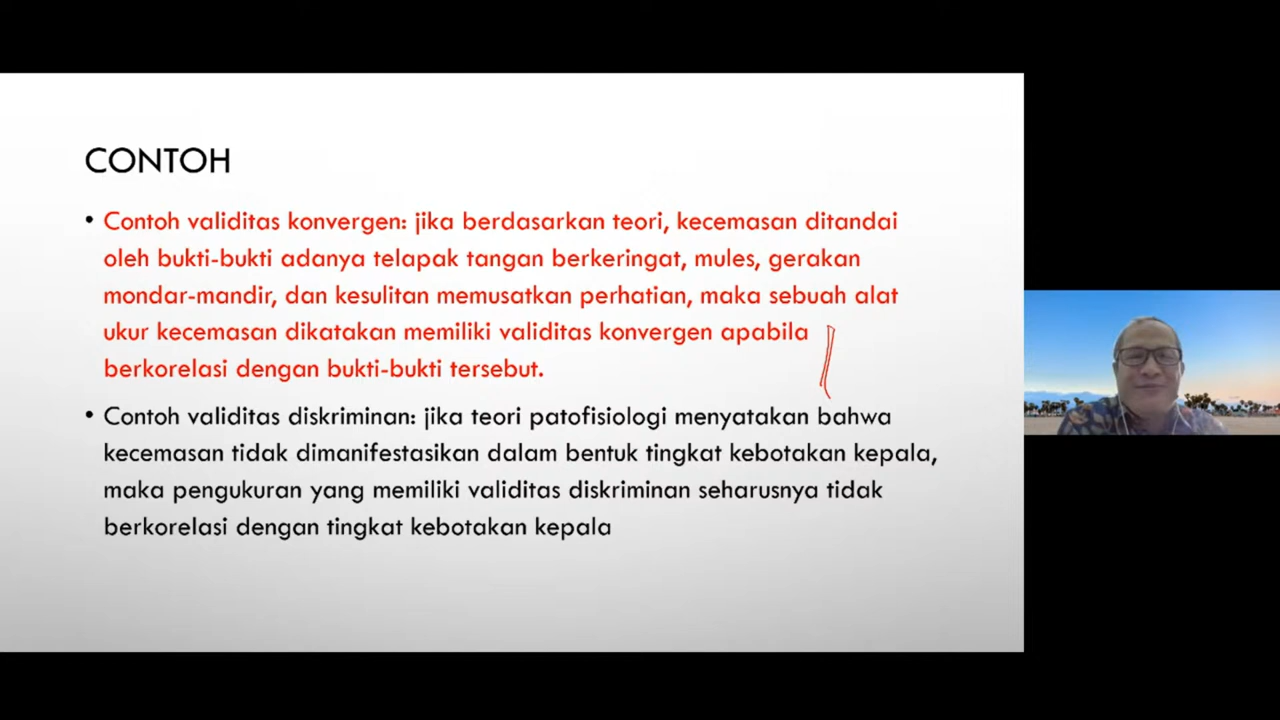 CONTOH
• Contoh validitas konvergen: jika berdasarkan teori, kecemasan ditandai
oleh bukti-bukti adanya telapak tangan berkeringat, mules, gerakan
mondar-mandir, dan kesulitan memusatkan perhatian, maka sebuah alat
ukur kecemasan dikatakan memiliki validitas konvergen apabila
berkorelasi dengan bukti-bukti tersebut.
• Contoh validitas diskriminan: jika teori patofisiologi menyatakan bahwa
kecemasan tidak dimanifestasikan dalam bentuk tingkat kebotakan kepala,
maka pengukuran yang memiliki validitas diskriminan seharusnya tidak
berkorelasi dengan tingkat kebotakan kepala